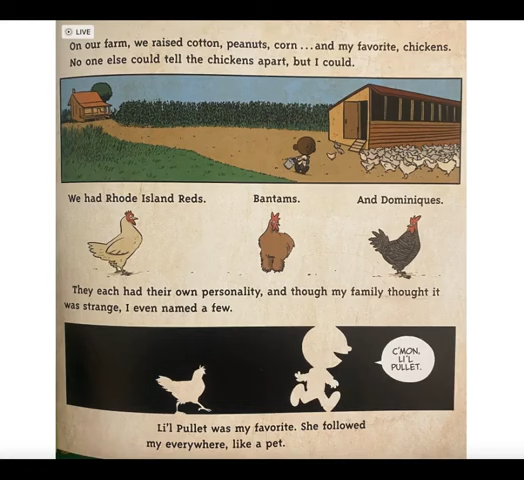 LIVE
On our farm, we raised cotton, peanuts, corn ... and my favorite, chickens.
No one else could tell the chickens apart, but I could.
We had Rhode Island Reds.
Bantams.
And Dominiques.
They each had their own personality, and though my family thought it
was strange, I even named a few.
C'MON,
LI'L
PULLET.
Li'l Pullet was my favorite. She followed
my everywhere, like a pet.